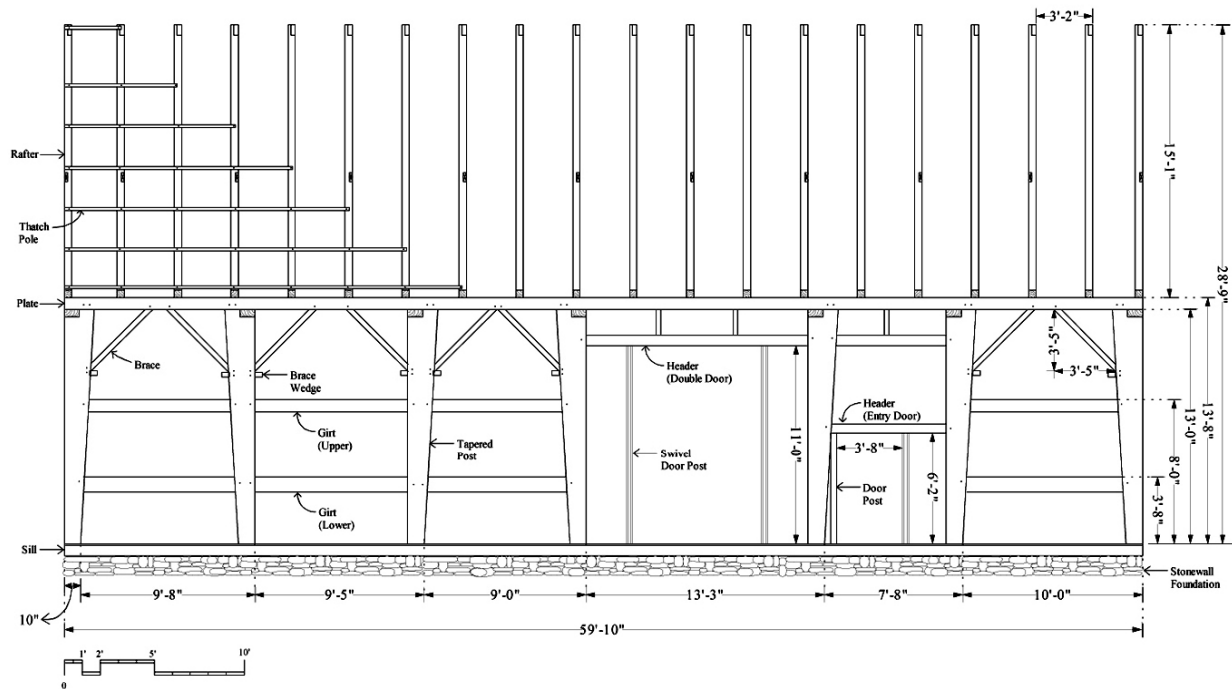 3'-2"
Rafter
15'-1"
Thatch
Pole
28'-9"
Plate
Brace
Brace
Wedge
Header
(Double Door)
3'-5"
3'-5"
Header
(Entry Door)
13'-0"
13'-8"
Girt
(Upper)
Tapered
Post
11'-0"
Swivel
Door Post
3'-8"
Door
Post
6'-2"
8'-0"
3'-8"
Girt
(Lower)
Sill
Stonewall
Foundation
10"
9'-8"
9'-5"
9'-0"
13'-3"
7'-8"
10'-0"
59'-10"
0
1'
2'
5'
10'
8